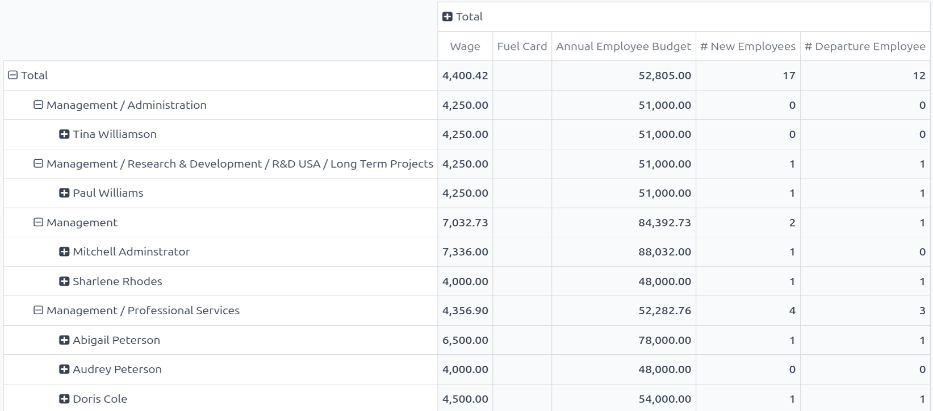 Total
Wage Fuel Card Annual Employee Budget # New Employees # Departure Employee
Total 4,400.42 52,805.00 17 12
Management / Administration 4,250.00 51,000.00 0 0
Tina Williamson 4,250.00 51,000.00 0 0
Management / Research & Development / R&D USA / Long Term Projects 4,250.00 51,000.00 1 1
Paul Williams 4,250.00 51,000.00 1 1
Management 7,032.73 84,392.73 2 1
Mitchell Adminstrator 7,336.00 88,032.00 1 0
Sharlene Rhodes 4,000.00 48,000.00 1 1
Management / Professional Services 4,356.90 52,282.76 4 3
Abigail Peterson 6,500.00 78,000.00 1 1
Audrey Peterson 4,000.00 48,000.00 0 0
Doris Cole 4,500.00 54,000.00 1 1